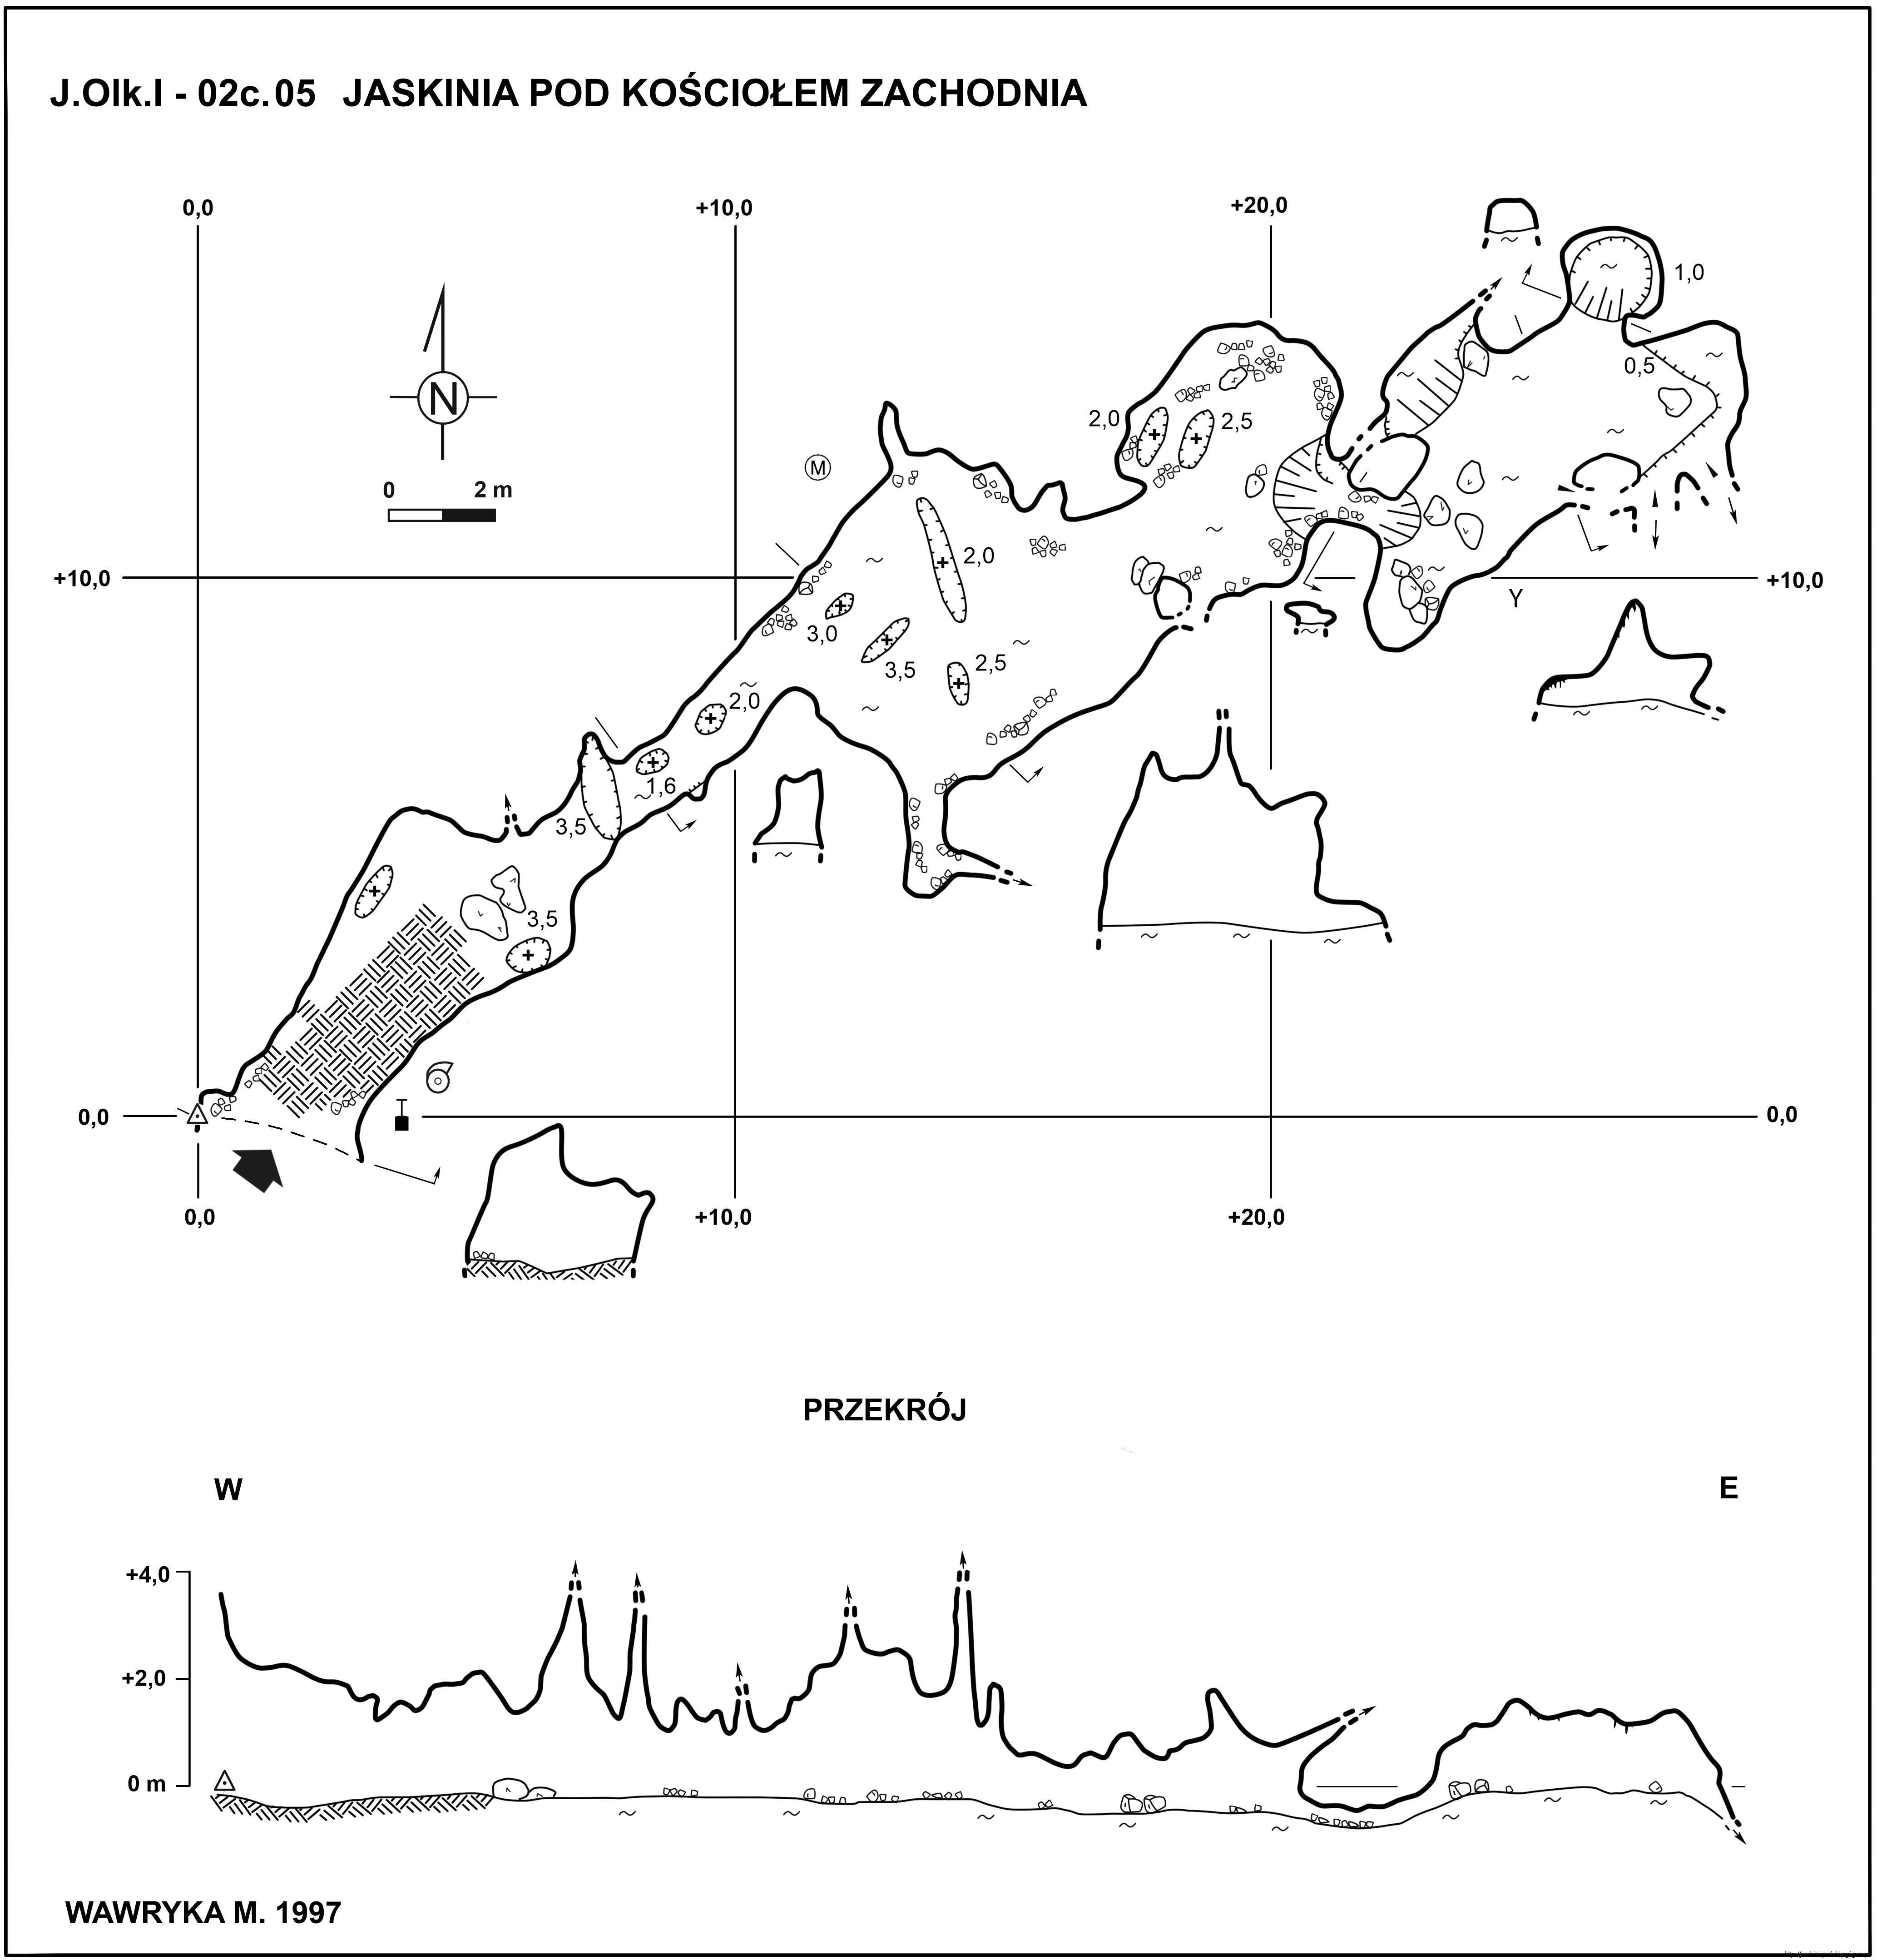 J.Olk.I - 02c.05 JASKINIA POD KOŚCIOŁEM ZACHODNIA
0,0 +10,0 +20,0
1,0
0,5
N
0 2 m
M
2,0 2,5
2,0
+10,0 +10,0
Y
3,0
3,5 2,5
2,0
1,6
3,5
3,5
0,0 0,0
0,0 +10,0 +20,0
PRZEKRÓJ
W E
+4,0
+2,0
0 m
WAWRYKA M. 1997